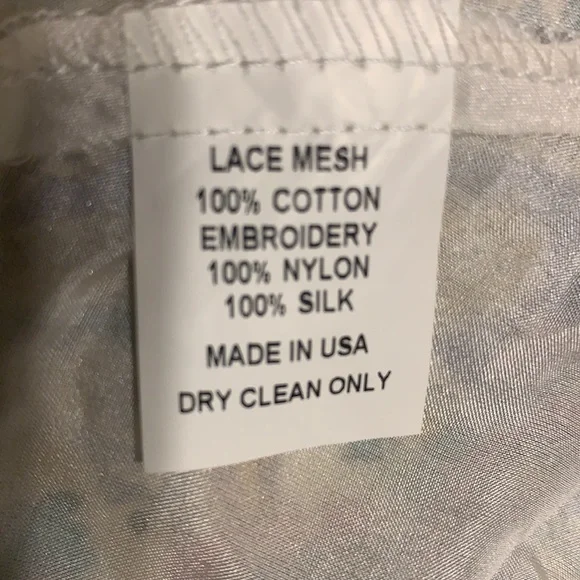 LACE MESH
100% COTTON
EMBROIDERY
100% NYLON
100% SILK
MADE IN USA
DRY CLEAN ONLY